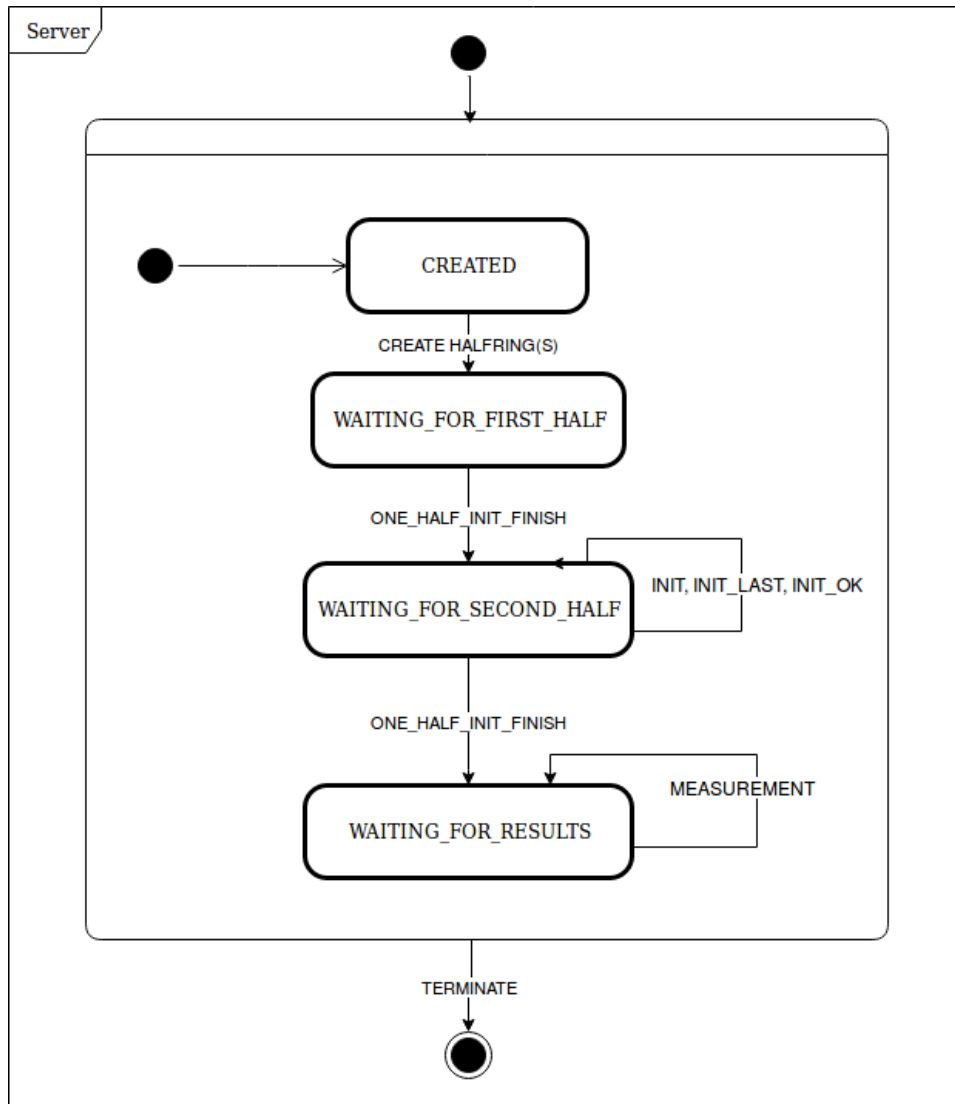 Server
CREATED
CREATE HALFRING(S)
WAITING_FOR_FIRST_HALF
ONE_HALF_INIT_FINISH
INIT, INIT_LAST, INIT_OK
WAITING_FOR_SECOND_HALF
ONE_HALF_INIT_FINISH
MEASUREMENT
WAITING_FOR_RESULTS
TERMINATE